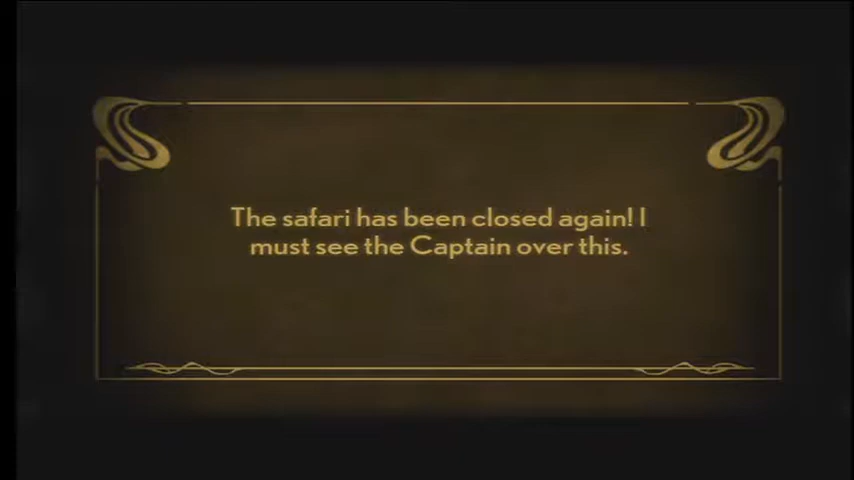 The safari has been closed again! I
must see the Captain over this.